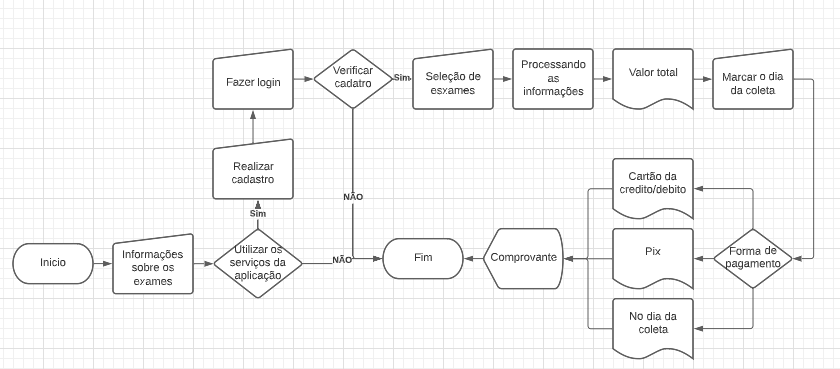 Fazer login
Verificar
cadatro
Sim
Seleção de
esxames
Processando
as
informações
Valor total
Marcar o dia
da coleta
Realizar
cadastro
Sim
NÃO
Cartão da
credito/debito
Inicio
Informações
sobre os
exames
Utilizar os
serviços da
aplicação
NÃO
Fim
Comprovante
Pix
Forma de
pagamento
No dia da
coleta